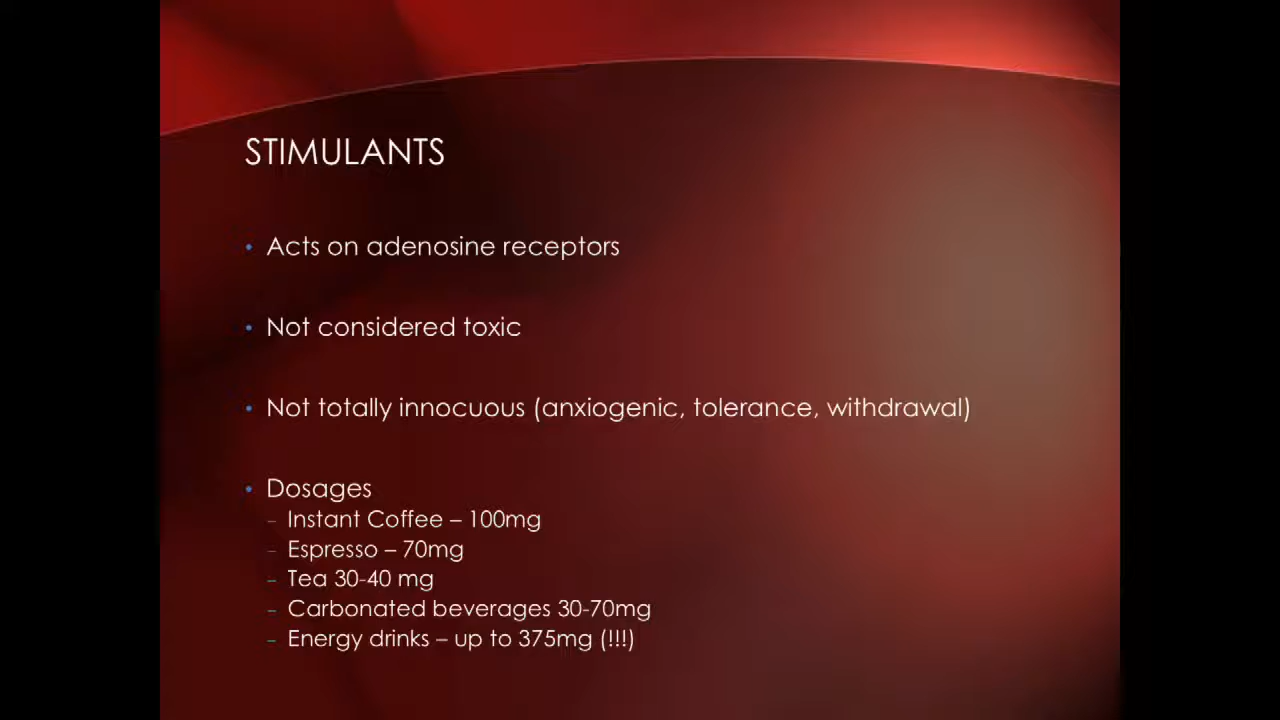 STIMULANTS
• Acts on adenosine receptors
• Not considered toxic
• Not totally innocuous (anxiogenic, tolerance, withdrawal)
• Dosages
– Instant Coffee – 100mg
– Espresso – 70mg
– Tea 30-40 mg
– Carbonated beverages 30-70mg
– Energy drinks – up to 375mg (!!!)